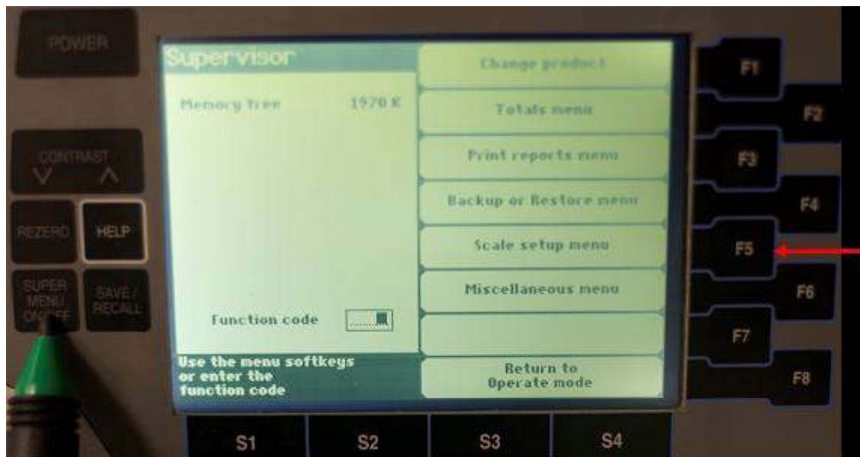 POWER
CONTRAST
REZERO
HELP
SUPER
MENU
ON/OFF
SAVE/
RECALL
Supervisor
Memory free 1970 K
Function code
Use the menu softkeys
or enter the
function code
Change product
Totals menu
Print reports menu
Backup or Restore menu
Scale setup menu
Miscellaneous menu
Return to
Operate mode
F1
F2
F3
F4
F5
F6
F7
F8
S1 S2 S3 S4